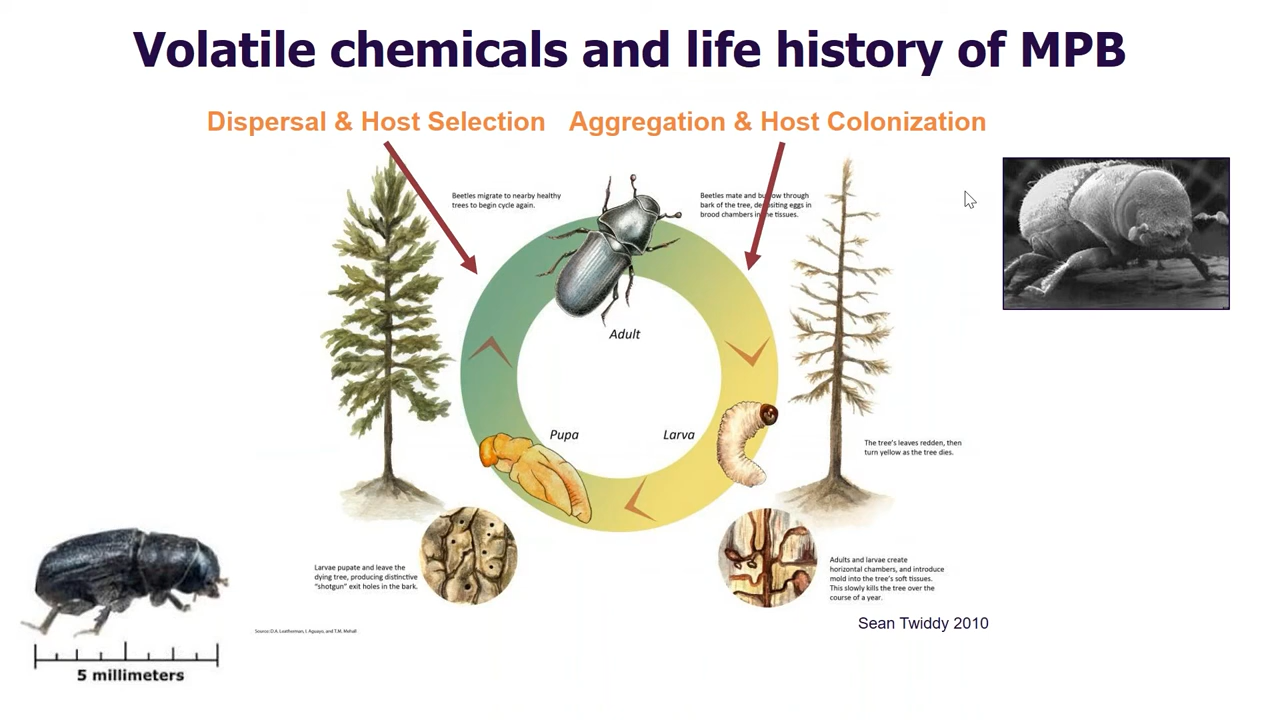 Volatile chemicals and life history of MPB
Dispersal & Host Selection
Aggregation & Host Colonization
Beetles migrate to nearby healthy
trees to begin cycle again.
Beetles mate and burrow through
bark of the tree, depositing eggs in
brood chambers in the tissues.
Adult
Pupa
Larva
The tree's leaves redden, then
turn yellow as the tree dies.
Larvae pupate and leave the
dying tree, producing distinctive
"shotgun" exit holes in the bark.
Adults and larvae create
horizontal chambers, and introduce
mold into the tree's soft tissues.
This slowly kills the tree over the
course of a year.
Sean Twiddy 2010
Source: D.A. Leatherman, I. Aguayo, and T.M. Mehall
5 millimeters